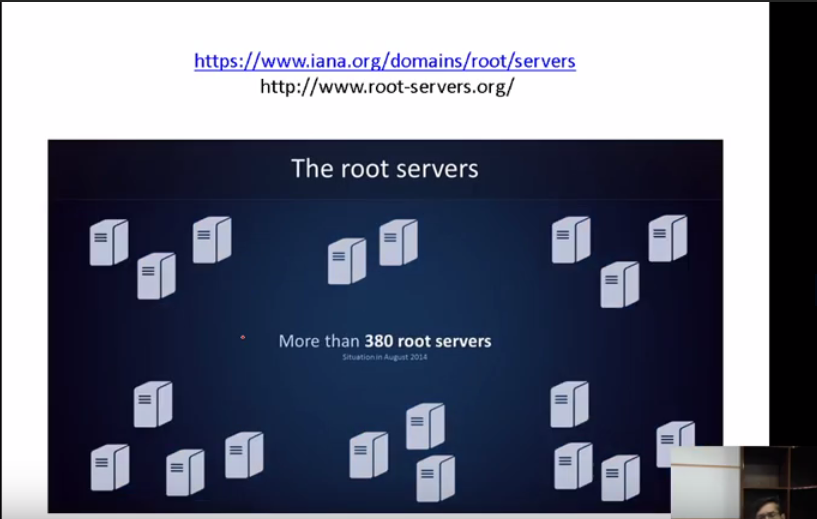 https://www.iana.org/domains/root/servers
http://www.root-servers.org/
The root servers
More than 380 root servers
Situation in August 2014